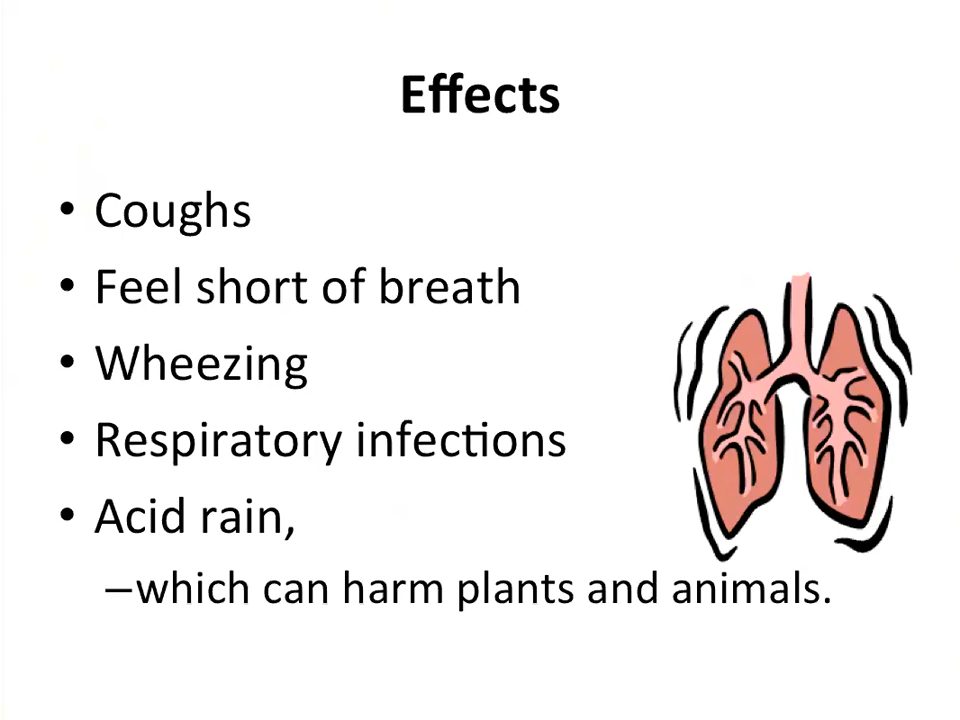 Effects
• Coughs
• Feel short of breath
• Wheezing
• Respiratory infections
• Acid rain,
–which can harm plants and animals.